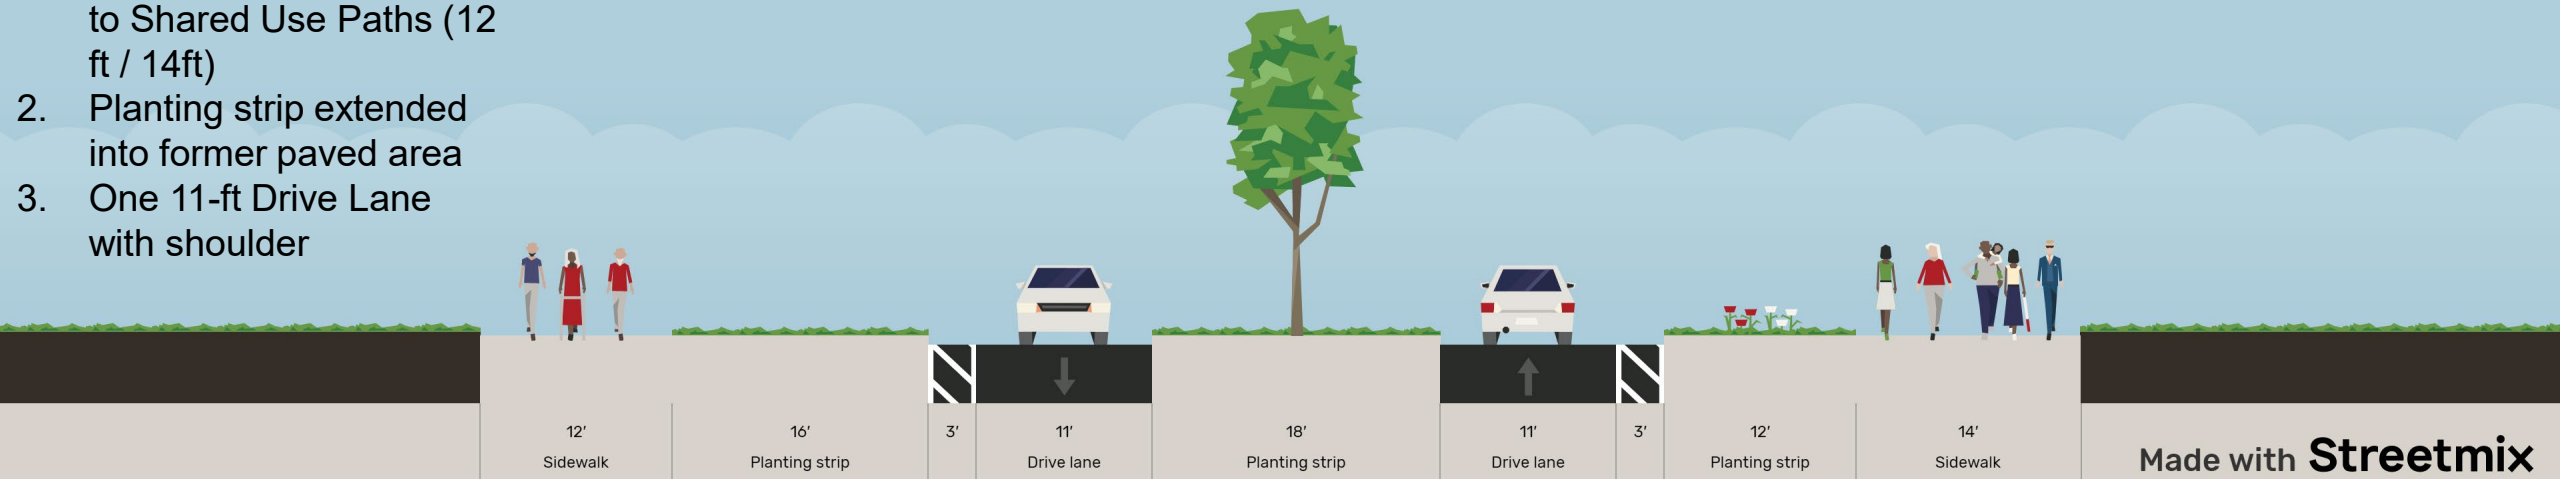 to Shared Use Paths (12
ft / 14ft)
2. Planting strip extended
into former paved area
3. One 11-ft Drive Lane
with shoulder
12' 16' 3' 11' 18' 11' 3' 12' 14'
Sidewalk Planting strip Drive lane Planting strip Drive lane Planting strip Sidewalk
Made with Streetmix